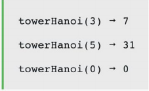 towerHanoi(3) → 7
towerHanoi(5) → 31
towerHanoi(0) → 0